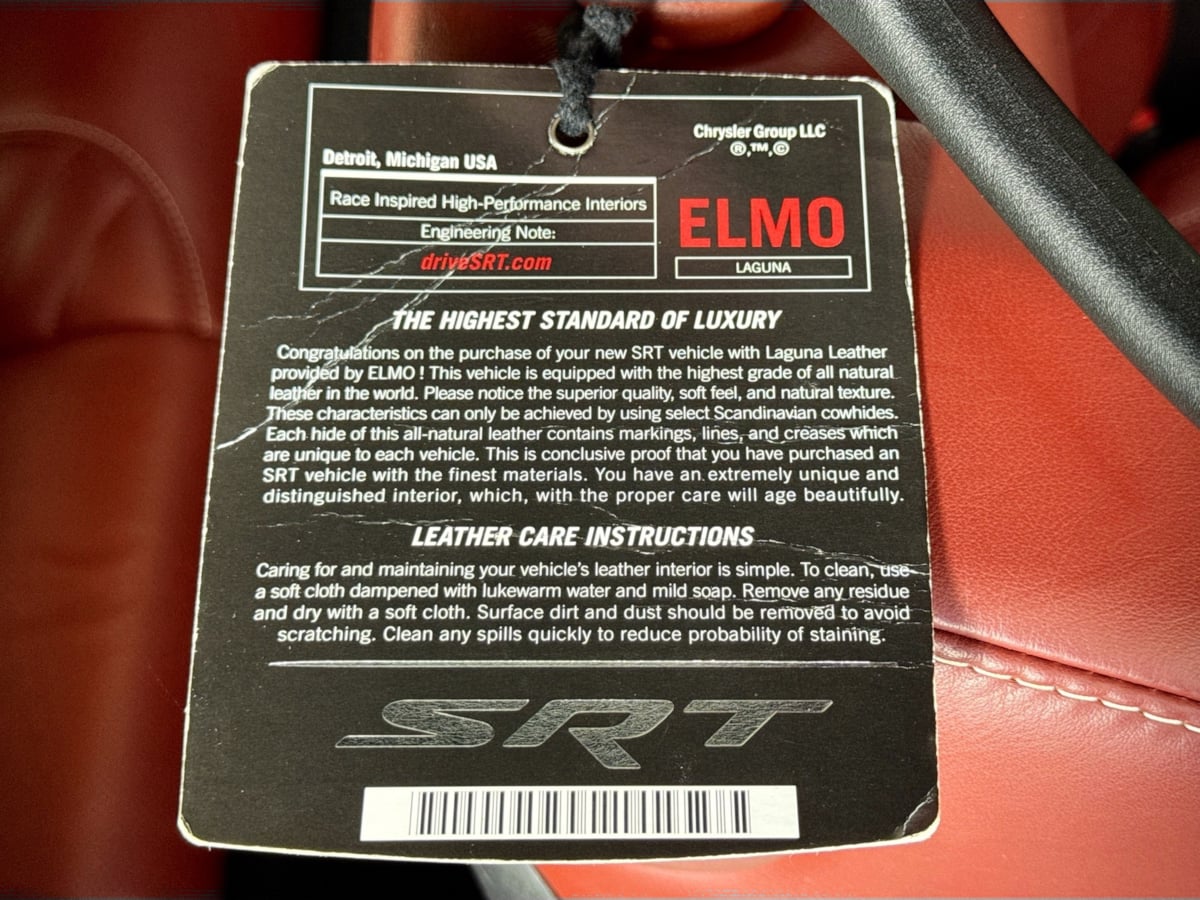 Chrysler Group LLC
®,™,©
Detroit, Michigan USA
Race Inspired High-Performance Interiors
Engineering Note:
driveSRT.com
ELMO
LAGUNA
THE HIGHEST STANDARD OF LUXURY
Congratulations on the purchase of your new SRT vehicle with Laguna Leather
provided by ELMO ! This vehicle is equipped with the highest grade of all natural
leather in the world. Please notice the superior quality, soft feel, and natural texture.
These characteristics can only be achieved by using select Scandinavian cowhides.
Each hide of this all-natural leather contains markings, lines, and creases which
are unique to each vehicle. This is conclusive proof that you have purchased an
SRT vehicle with the finest materials. You have an extremely unique and
distinguished interior, which, with the proper care will age beautifully.
LEATHER CARE INSTRUCTIONS
Caring for and maintaining your vehicle's leather interior is simple. To clean, use
a soft cloth dampened with lukewarm water and mild soap. Remove any residue
and dry with a soft cloth. Surface dirt and dust should be removed to avoid
scratching. Clean any spills quickly to reduce probability of staining.
SRT